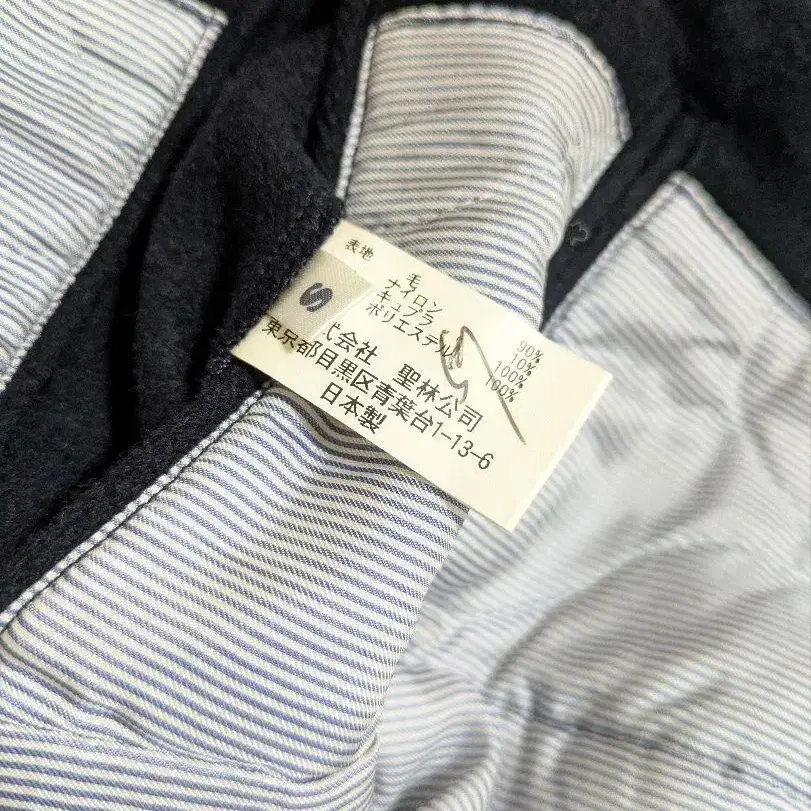 表地 毛 90%
ナイロン 10%
キュプラ 100%
ポリエステル 100%
S
式会社 聖林公司
東京都目黒区青葉台1-13-6
日本製